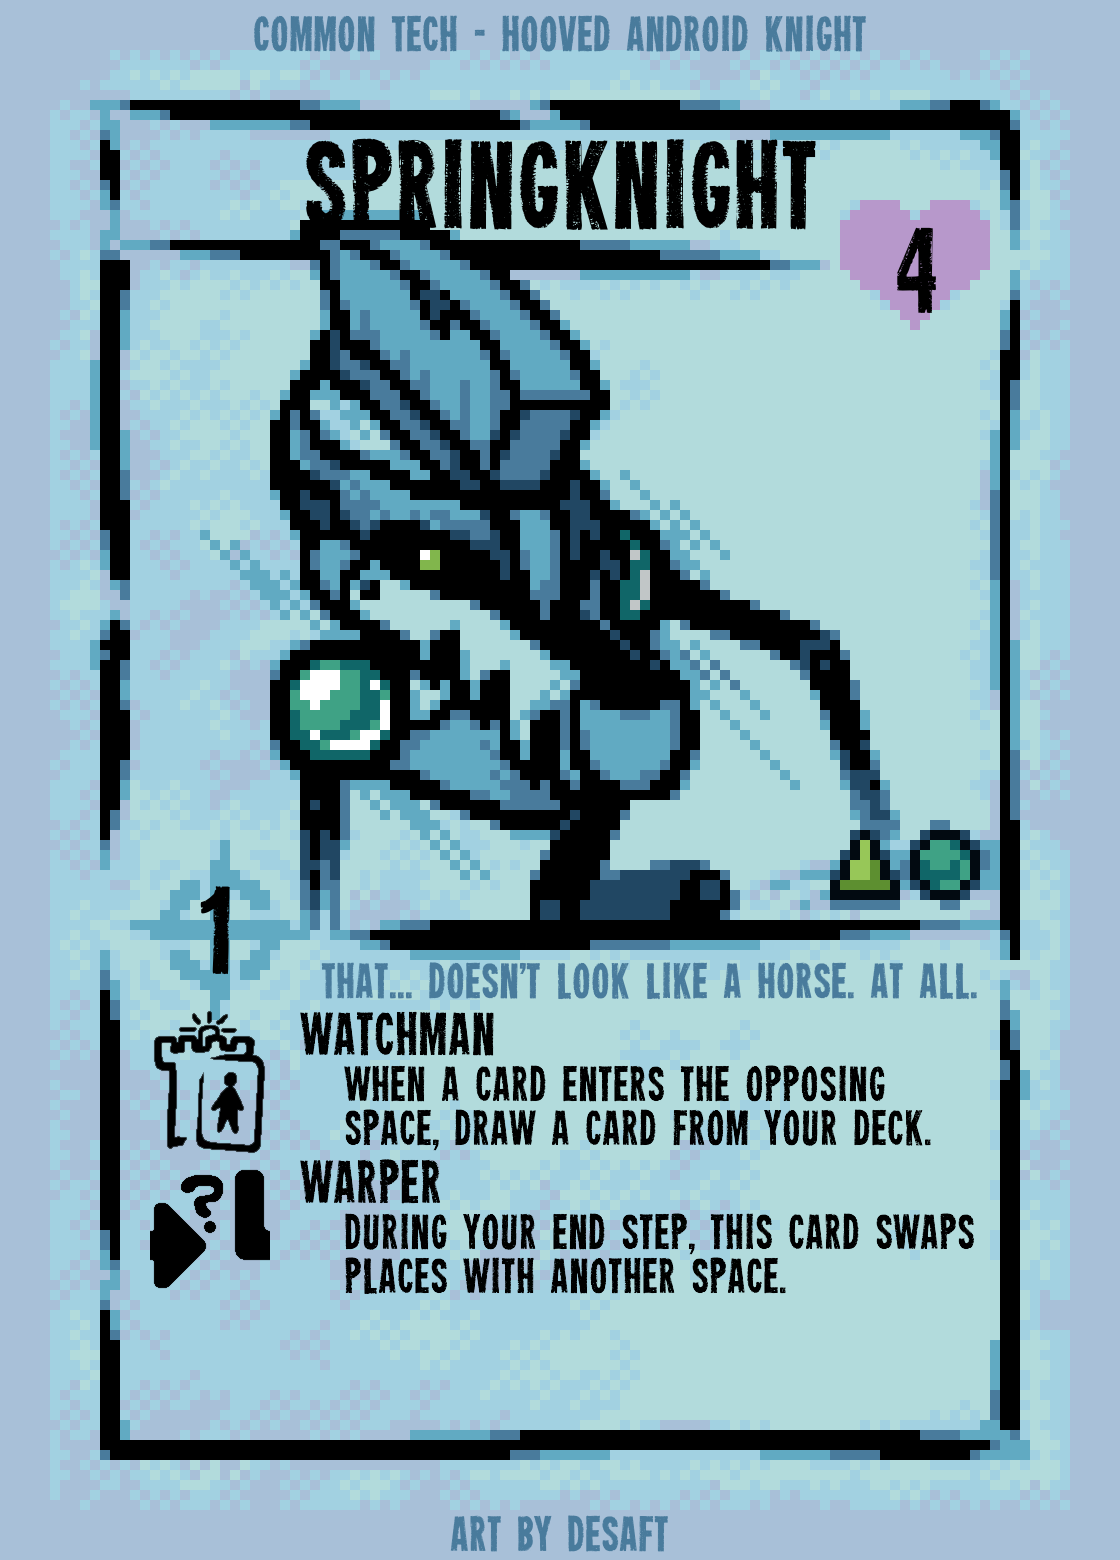 COMMON TECH - HOOVED ANDROID KNIGHT
SPRINGKNIGHT
4
1
THAT... DOESN'T LOOK LIKE A HORSE. AT ALL.
WATCHMAN
WHEN A CARD ENTERS THE OPPOSING
SPACE, DRAW A CARD FROM YOUR DECK.
?
WARPER
DURING YOUR END STEP, THIS CARD SWAPS
PLACES WITH ANOTHER SPACE.
ART BY DESAFT